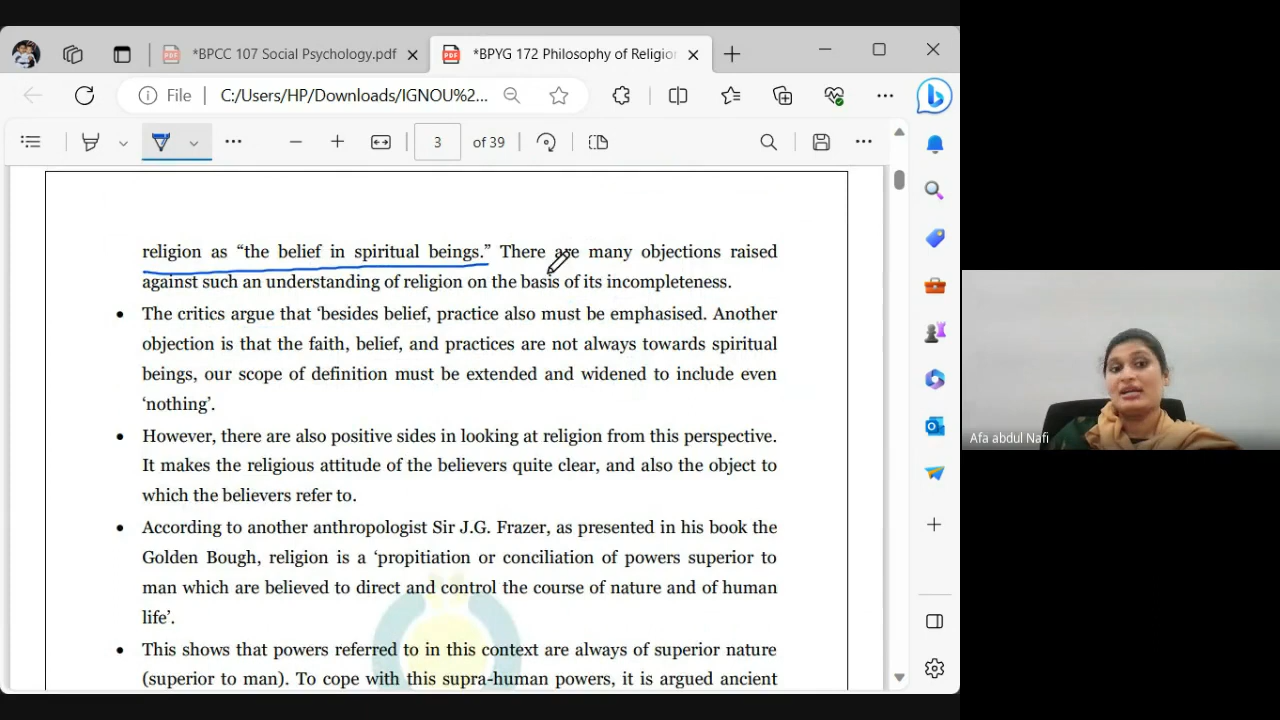 *BPCC 107 Social Psychology.pdf
*BPYG 172 Philosophy of Religio
File
C:/Users/HP/Downloads/IGNOU%2...
3
of 39
religion as “the belief in spiritual beings.” There are many objections raised
against such an understanding of religion on the basis of its incompleteness.
• The critics argue that ‘besides belief, practice also must be emphasised. Another
objection is that the faith, belief, and practices are not always towards spiritual
beings, our scope of definition must be extended and widened to include even
‘nothing’.
• However, there are also positive sides in looking at religion from this perspective.
It makes the religious attitude of the believers quite clear, and also the object to
which the believers refer to.
• According to another anthropologist Sir J.G. Frazer, as presented in his book the
Golden Bough, religion is a ‘propitiation or conciliation of powers superior to
man which are believed to direct and control the course of nature and of human
life’.
• This shows that powers referred to in this context are always of superior nature
(superior to man). To cope with this supra-human powers, it is argued ancient
Afa abdul Nafi